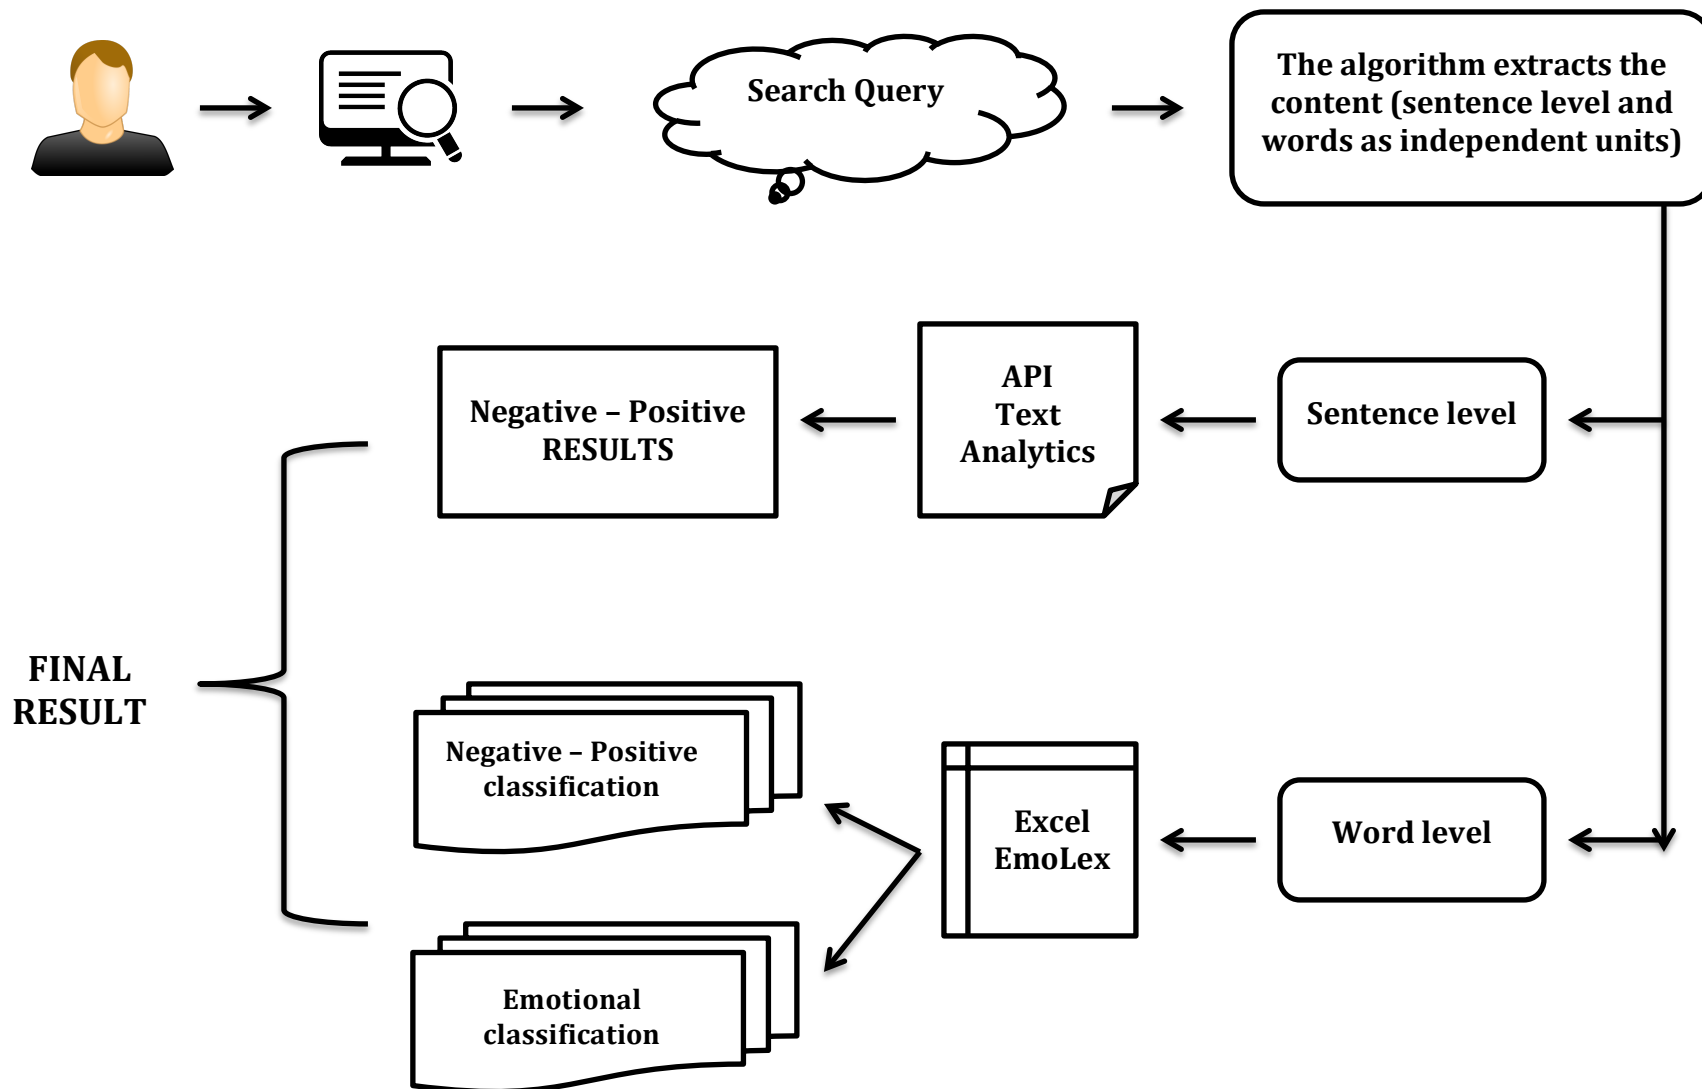 Search Query
The algorithm extracts the
content (sentence level and
words as independent units)
Negative – Positive
RESULTS
API
Text
Analytics
Sentence level
FINAL
RESULT
Negative – Positive
classification
Excel
EmoLex
Word level
Emotional
classification